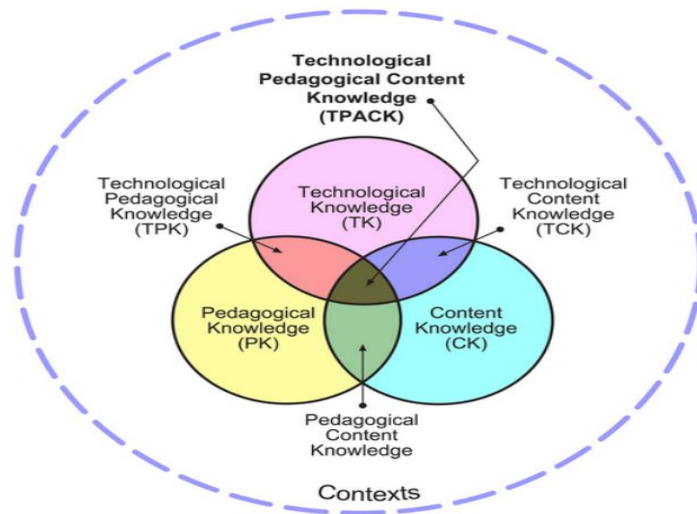 Technological
Pedagogical Content
Knowledge
(TPACK)
Technological
Pedagogical
Knowledge
(TPK)
Technological
Knowledge
(TK)
Technological
Content
Knowledge
(TCK)
Pedagogical
Knowledge
(PK)
Content
Knowledge
(CK)
Pedagogical
Content
Knowledge
Contexts